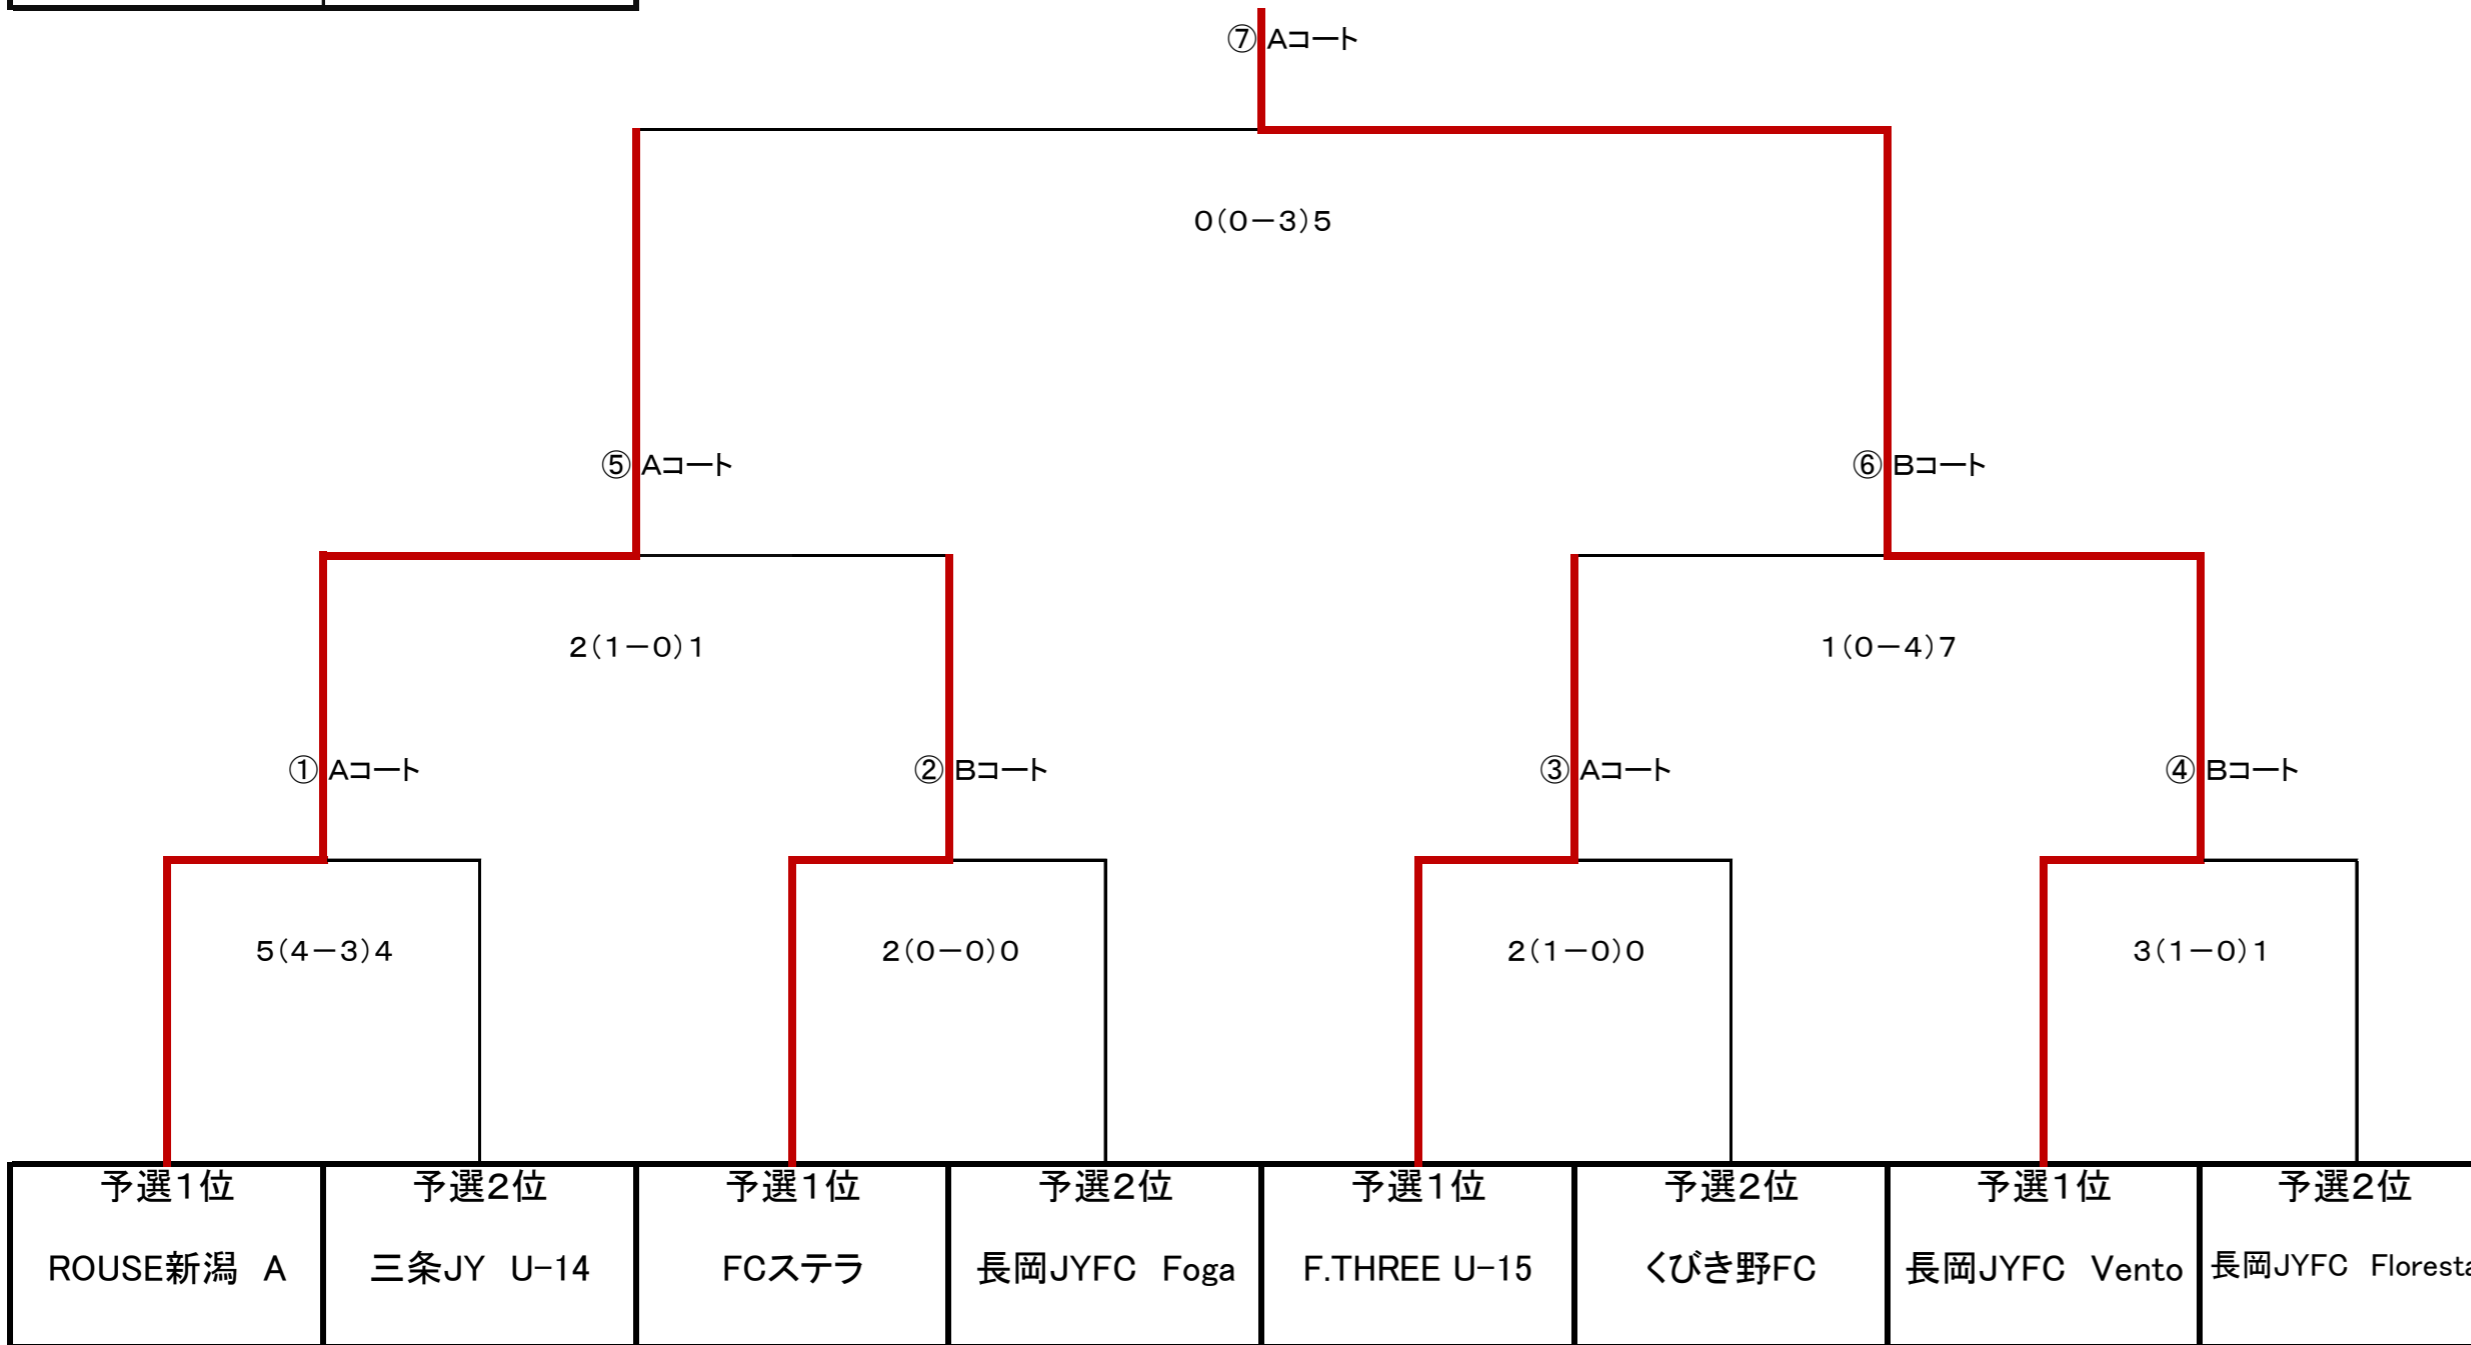 ⑦ Aコート
0(0−3)5
⑤ Aコート ⑥ Bコート
2(1−0)1 1(0−4)7
① Aコート ② Bコート ③ Aコート ④ Bコート
5(4−3)4 2(0−0)0 2(1−0)0 3(1−0)1
予選1位 予選2位 予選1位 予選2位 予選1位 予選2位 予選1位 予選2位
ROUSE新潟　A 三条JY　U-14 FCステラ 長岡JYFC　Foga F.THREE U-15 くびき野FC 長岡JYFC　Vento 長岡JYFC　Floresta